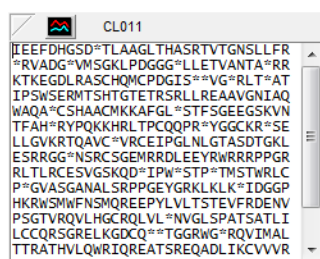 CL011
IEEFDHGSD*TLAAGLTHASRTVTGNSLLFR
*RVADG*VMSGKLPDGGG*LLETVANTA*RR
KTKEGDLRASCHQMCPDGIS**VG*RLT*AT
IPSWSERMTSHTGTETRSRLLREAAVGNIAQ
WAQA*CSHAACMKKAFGL*STFSGEEGSKVN
TFAH*RYPQKKHRLTPCQQPR*YGGCKR*SE
LLGVKRTQAVC*VRCEIPGLNLGTASDTGKL
ESRRGG*NSRCSGEMRRDLEEYRWRRRPPGR
RLTLRCESVGSKQD*IPW*STP*TMSTWRLC
P*GVASGANALSRPPGEYGRKLKLK*IDGGP
HKRWSMWFNSMQREEPYLVLTSTEVFRDENV
PSGTVRQVLHGCRQLVL*NVGLSPATSATLI
LCCQRSGRELKGDCQ**TGGRWG*RQVIMAL
TTRATHVLQWRIQREATSREQADLIKCVVVR